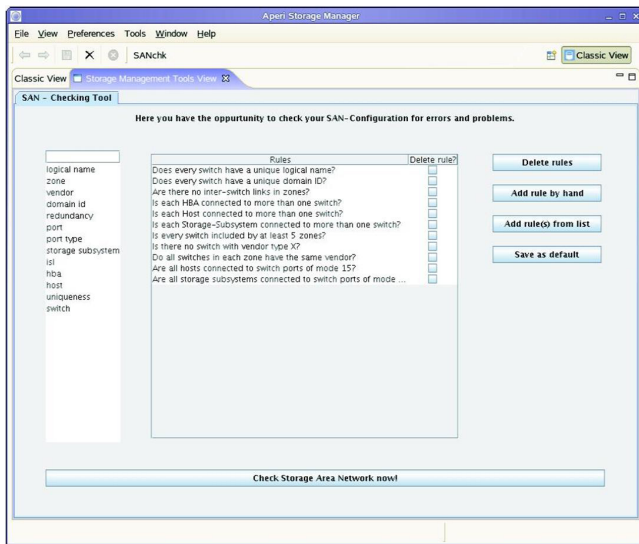 Aperi Storage Manager
File View Preferences Tools Window Help
SANchk
Classic View
Classic View Storage Management Tools View
SAN - Checking Tool
Here you have the oppurtunity to check your SAN-Configuration for errors and problems.
logical name
zone
vendor
domain id
redundancy
port
port type
storage subsystem
isl
hba
host
uniqueness
switch
Rules Delete rule?
Does every switch have a unique logical name?
Does every switch have a unique domain ID?
Are there no inter-switch links in zones?
Is each HBA connected to more than one switch?
Is each Host connected to more than one switch?
Is each Storage-Subsystem connected to more than one switch?
Is every switch included by at least 5 zones?
Is there no switch with vendor type X?
Do all switches in each zone have the same vendor?
Are all hosts connected to switch ports of mode 15?
Are all storage subsystems connected to switch ports of mode ...
Delete rules
Add rule by hand
Add rule(s) from list
Save as default
Check Storage Area Network now!